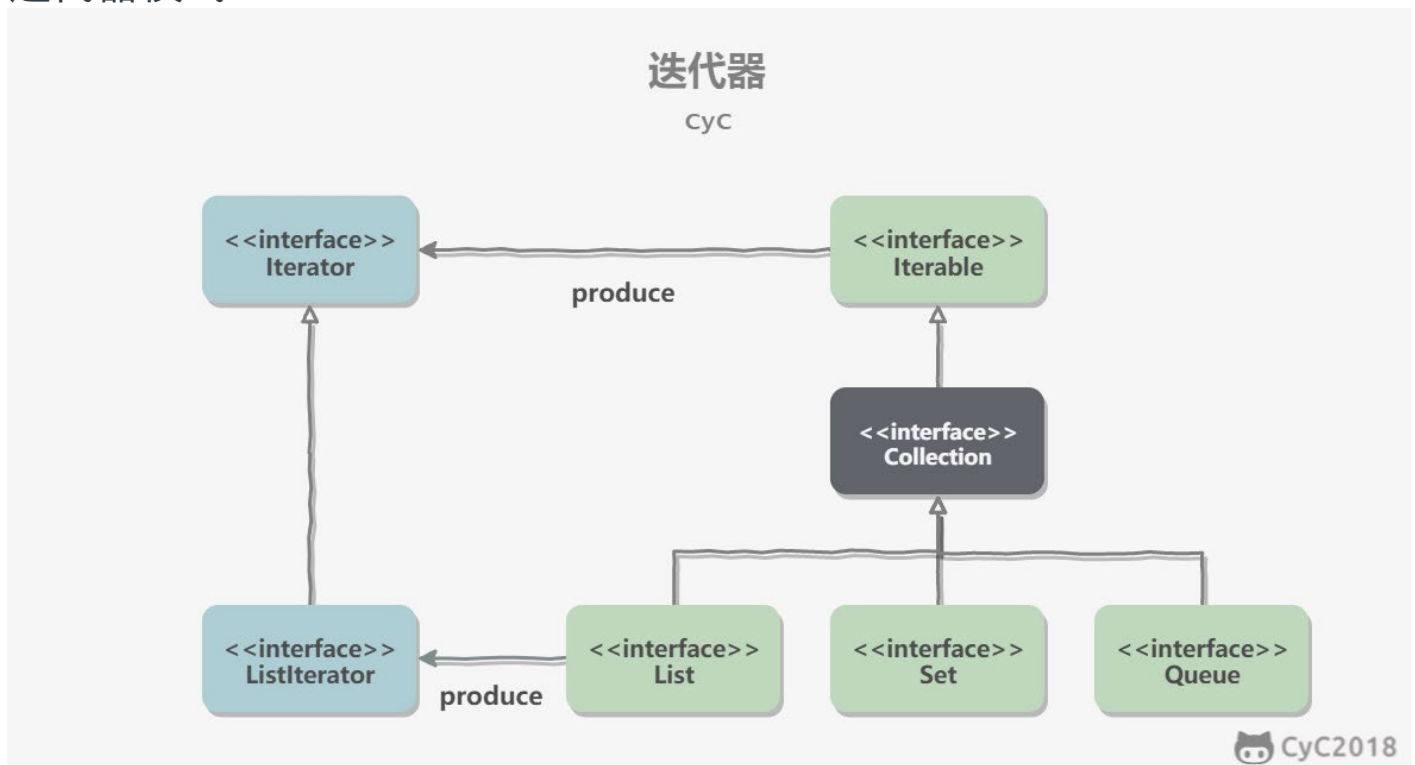 迭代器
CyC
<<interface>>
Iterator
<<interface>>
Iterable
produce
<<interface>>
Collection
<<interface>>
ListIterator
<<interface>>
List
<<interface>>
Set
<<interface>>
Queue
produce
CyC2018